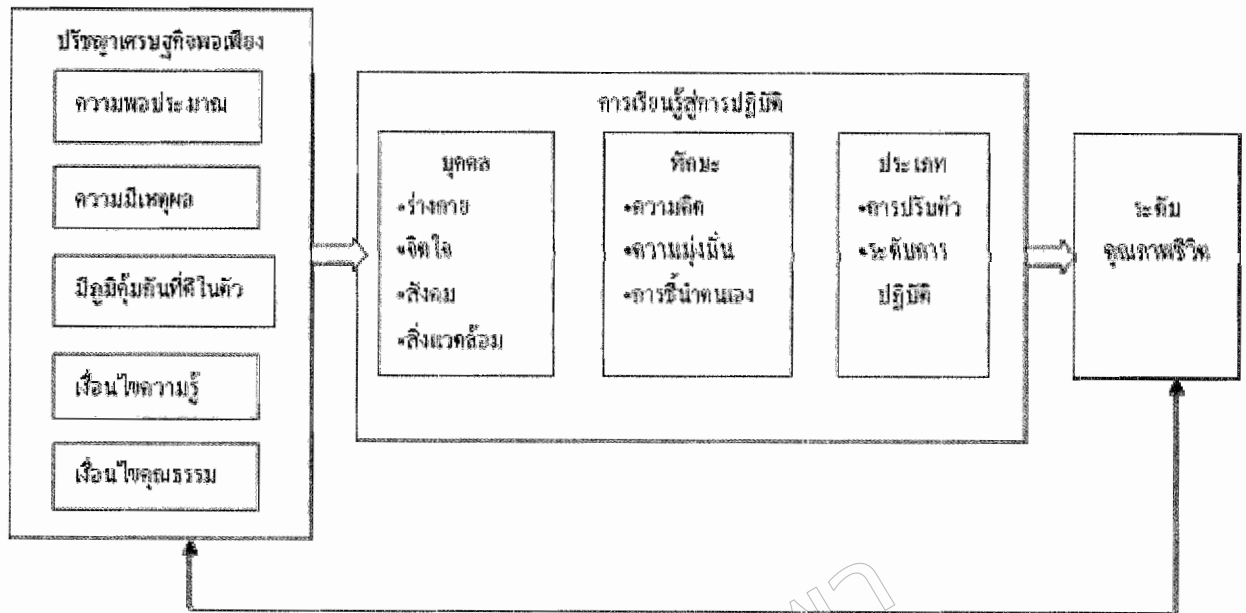 ปรัชญาเศรษฐกิจพอเพียง
ความพอประมาณ
ความมีเหตุผล
มีภูมิคุ้มกันที่ดีในตัว
เงื่อนไขความรู้
เงื่อนไขคุณธรรม
การเรียนรู้สู่การปฏิบัติ
บุคคล
•ร่างกาย
•จิตใจ
•สังคม
•สิ่งแวดล้อม
ทักษะ
•ความคิด
•ความมุ่งมั่น
•การชี้นำตนเอง
ประเภท
•การปรับตัว
•ระดับการ
ปฏิบัติ
ระดับ
คุณภาพชีวิต